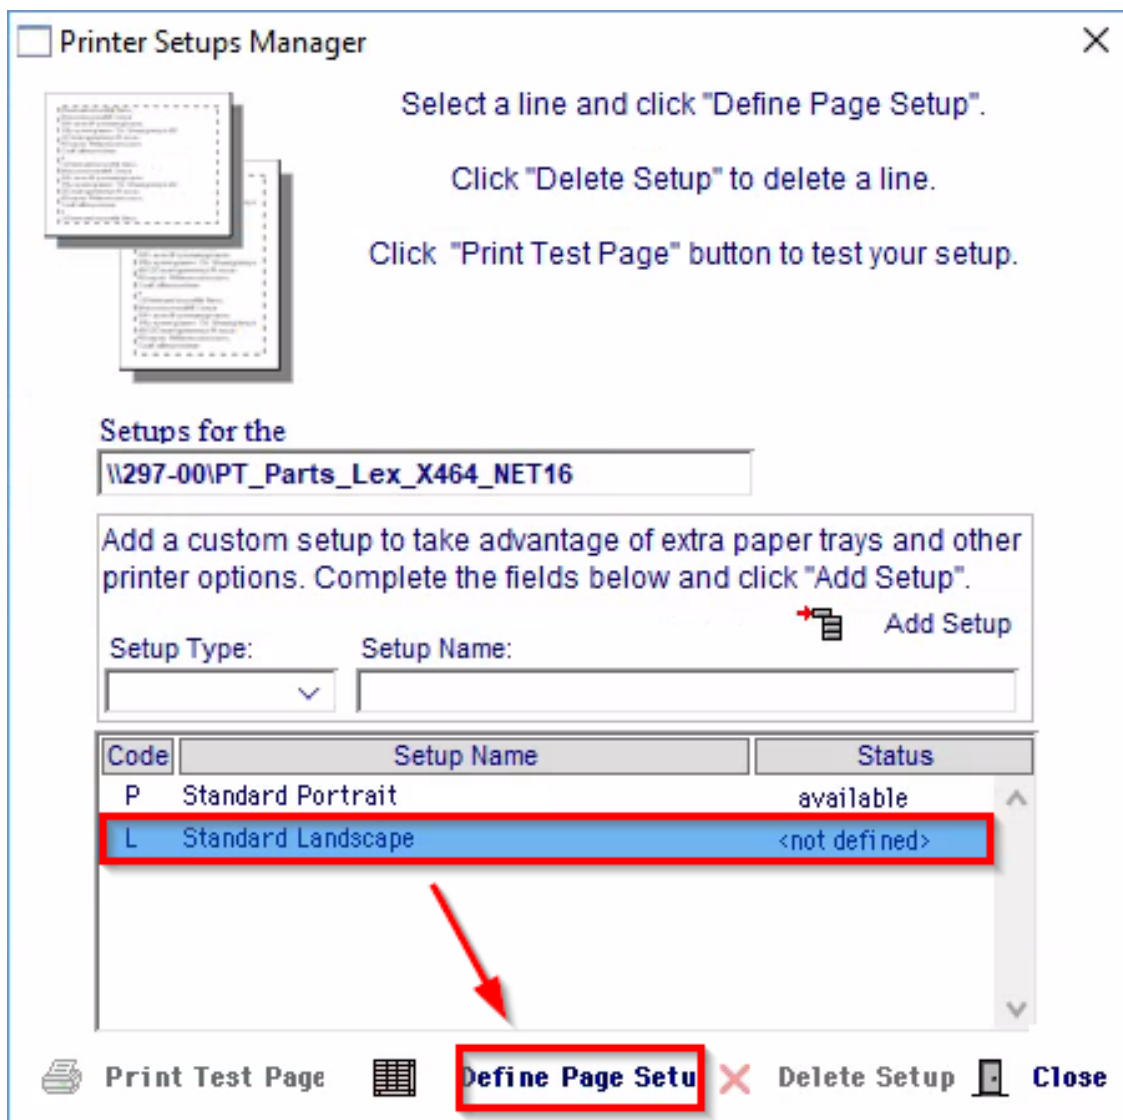 Printer Setups Manager
Select a line and click "Define Page Setup".
Click "Delete Setup" to delete a line.
Click "Print Test Page" button to test your setup.
Setups for the
\\297-00\PT_Parts_Lex_X464_NET16
Add a custom setup to take advantage of extra paper trays and other
printer options. Complete the fields below and click "Add Setup".
Add Setup
Setup Type: Setup Name:
Code Setup Name Status
P Standard Portrait available
L Standard Landscape <not defined>
Print Test Page Define Page Setu Delete Setup Close